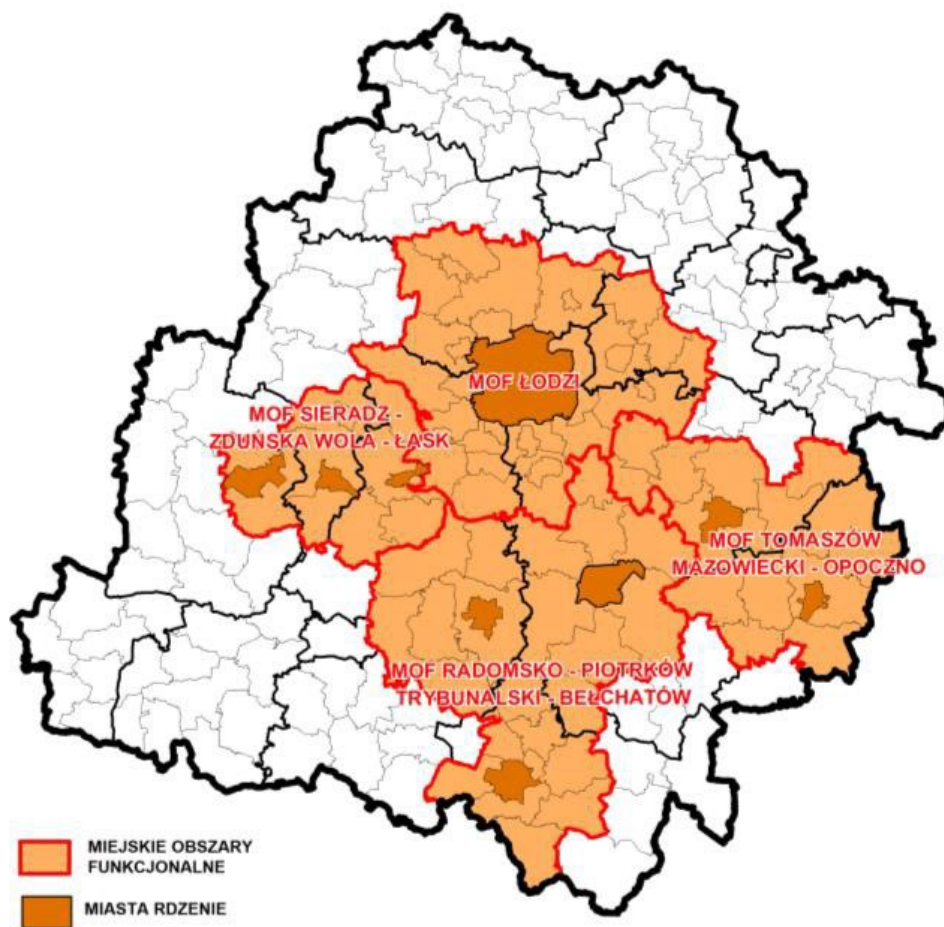 MOF ŁODZI
MOF SIERADZ -
ZDUŃSKA WOLA - ŁASK
MOF TOMASZÓW
MAZOWIECKI - OPOCZNO
MOF RADOMSKO - PIOTRKÓW
TRYBUNALSKI - BEŁCHATÓW
MIEJSKIE OBSZARY
FUNKCJONALNE
MIASTA RDZENIE